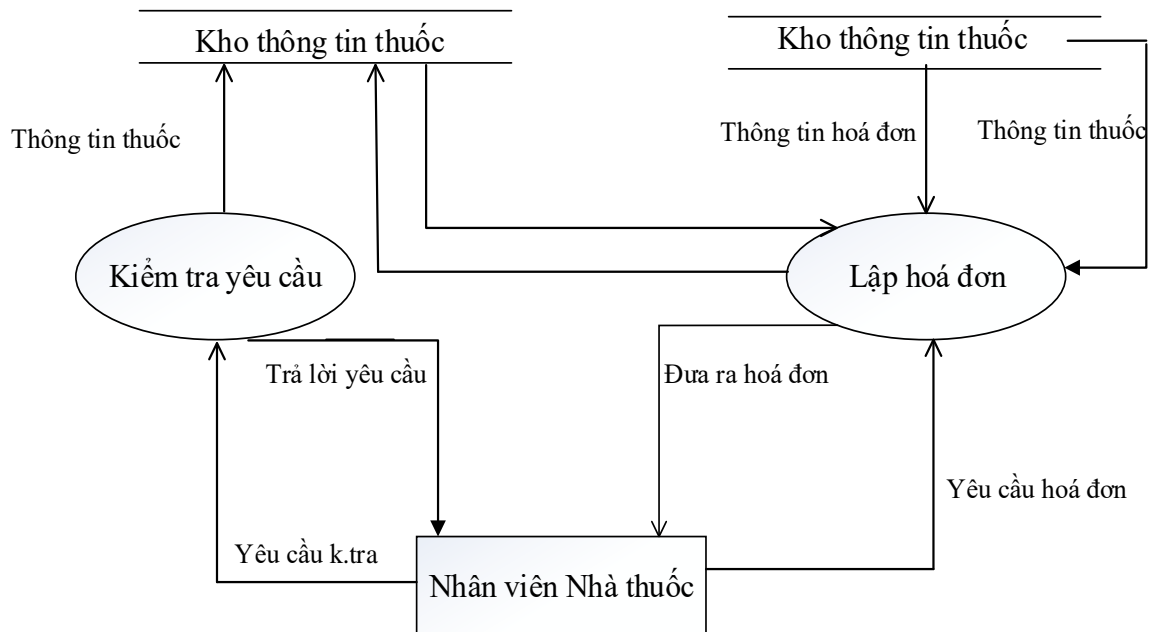 Kho thông tin thuốc
Kho thông tin thuốc
Thông tin thuốc
Thông tin hoá đơn
Thông tin thuốc
Kiểm tra yêu cầu
Lập hoá đơn
Trả lời yêu cầu
Đưa ra hoá đơn
Yêu cầu hoá đơn
Yêu cầu k.tra
Nhân viên Nhà thuốc